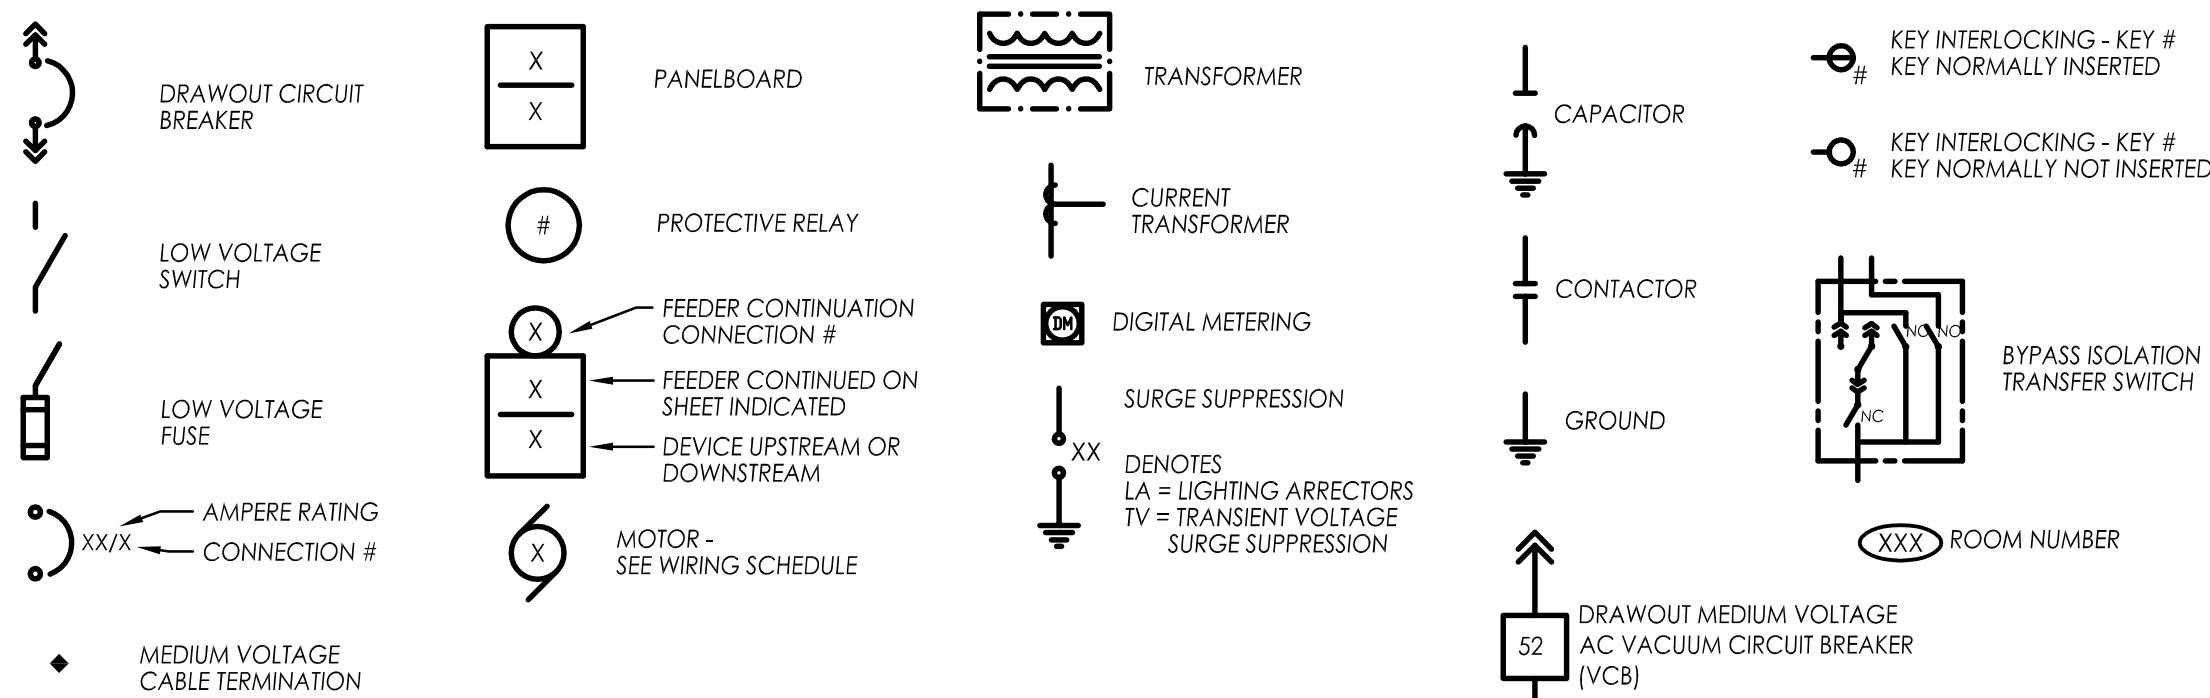 DRAWOUT CIRCUIT
BREAKER
LOW VOLTAGE
SWITCH
LOW VOLTAGE
FUSE
XX/X
AMPERE RATING
CONNECTION #
MEDIUM VOLTAGE
CABLE TERMINATION
X
X
PANELBOARD
#
PROTECTIVE RELAY
X
FEEDER CONTINUATION
CONNECTION #
X
FEEDER CONTINUED ON
SHEET INDICATED
X
DEVICE UPSTREAM OR
DOWNSTREAM
X
MOTOR -
SEE WIRING SCHEDULE
TRANSFORMER
CURRENT
TRANSFORMER
DM
DIGITAL METERING
SURGE SUPPRESSION
XX
DENOTES
LA = LIGHTING ARRECTORS
TV = TRANSIENT VOLTAGE
SURGE SUPPRESSION
CAPACITOR
CONTACTOR
GROUND
52
DRAWOUT MEDIUM VOLTAGE
AC VACUUM CIRCUIT BREAKER
(VCB)
#
KEY INTERLOCKING - KEY #
KEY NORMALLY INSERTED
#
KEY INTERLOCKING - KEY #
KEY NORMALLY NOT INSERTED
NO NO
NC
BYPASS ISOLATION
TRANSFER SWITCH
XXX
ROOM NUMBER